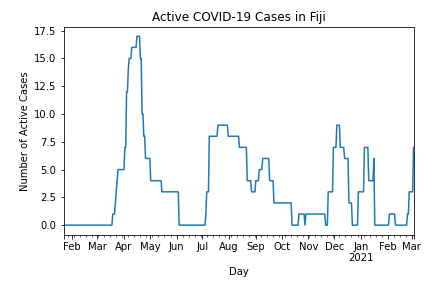 Active COVID-19 Cases in Fiji
Number of Active Cases
17.5
15.0
12.5
10.0
7.5
5.0
2.5
0.0
Feb Mar Apr May Jun Jul Aug Sep Oct Nov Dec Jan Feb Mar
2021
Day